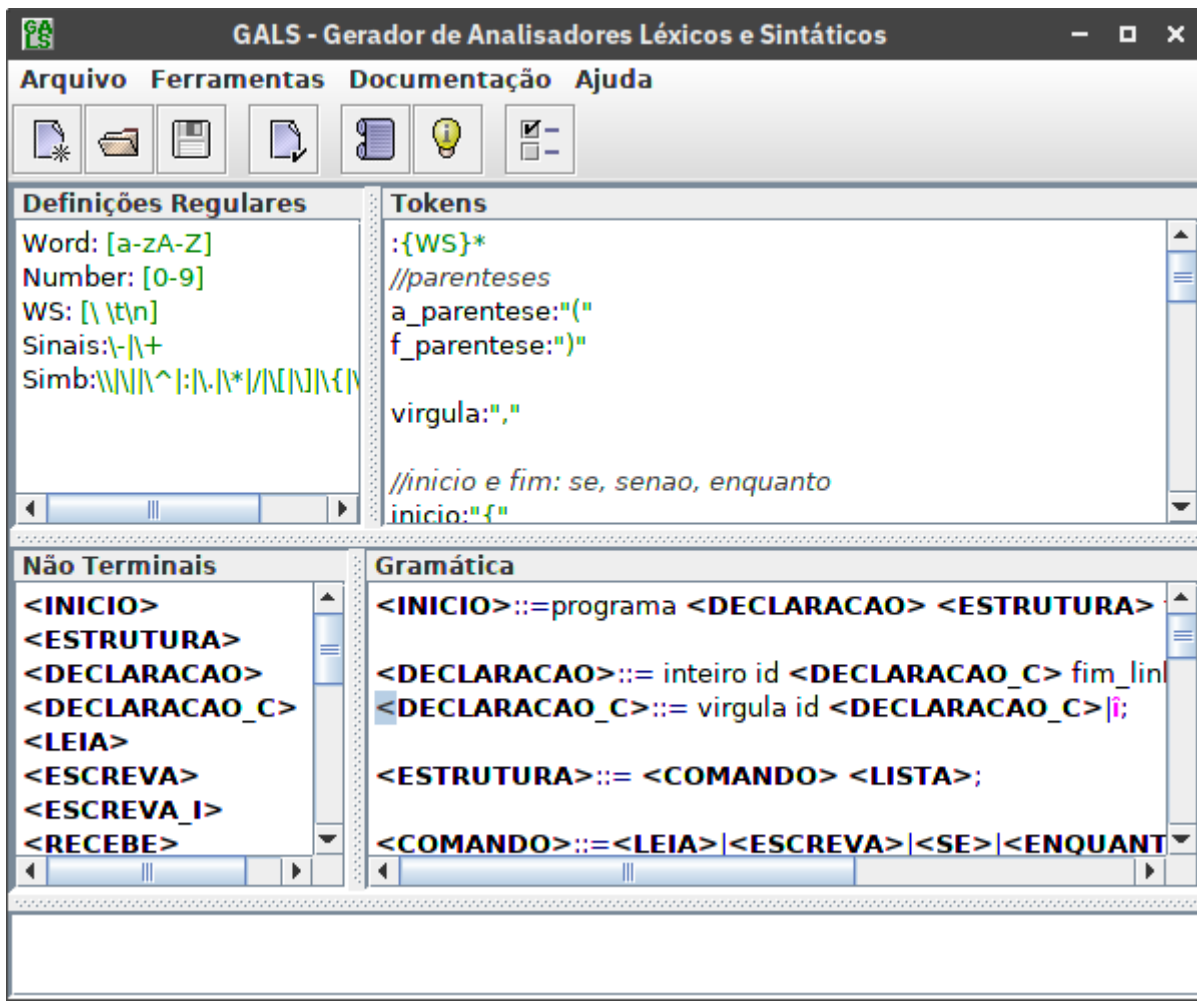 GALS - Gerador de Analisadores Léxicos e Sintáticos
Arquivo Ferramentas Documentação Ajuda
Definições Regulares
Word: [a-zA-Z]
Number: [0-9]
WS: [\ \t\n]
Sinais:\-|\+
Simb:\\|\||\^|:|\.|\*|/|\[|\]|\{|\
Tokens
:{WS}*
//parenteses
a_parentese:"("
f_parentese:")"
virgula:","
//inicio e fim: se, senao, enquanto
inicio:"{"
Não Terminais
<INICIO>
<ESTRUTURA>
<DECLARACAO>
<DECLARACAO_C>
<LEIA>
<ESCREVA>
<ESCREVA_I>
<RECEBE>
Gramática
<INICIO>::=programa <DECLARACAO> <ESTRUTURA>
<DECLARACAO>::= inteiro id <DECLARACAO_C> fim_lin
<DECLARACAO_C>::= virgula id <DECLARACAO_C>|î;
<ESTRUTURA>::= <COMANDO> <LISTA>;
<COMANDO>::=<LEIA>|<ESCREVA>|<SE>|<ENQUANT